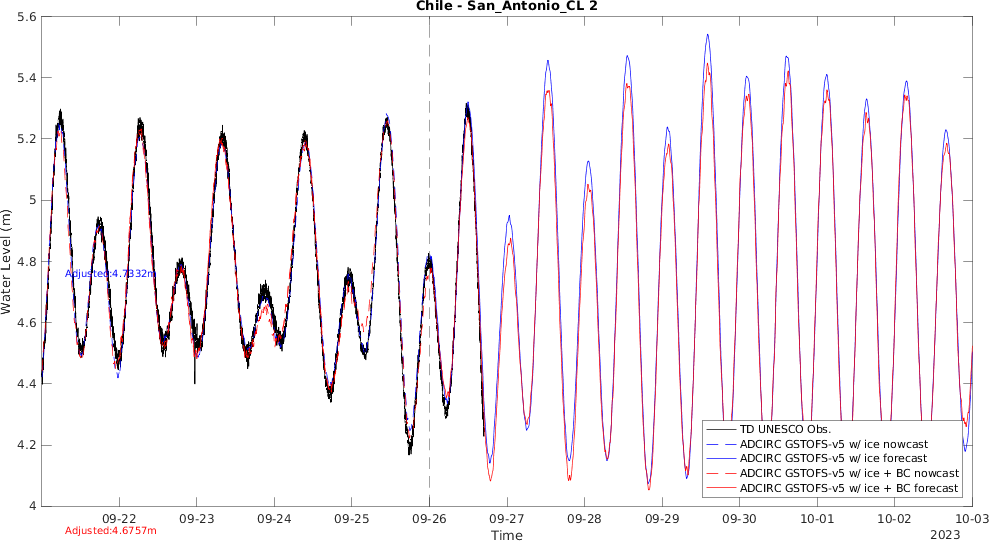 Chile - San_Antonio_CL 2
5.6
5.4
5.2
5
4.8
4.6
4.4
4.2
4
Water Level (m)
Adjusted:4.7332m
Adjusted:4.6757m
TD UNESCO Obs.
ADCIRC GSTOFS-v5 w/ ice nowcast
ADCIRC GSTOFS-v5 w/ ice forecast
ADCIRC GSTOFS-v5 w/ ice + BC nowcast
ADCIRC GSTOFS-v5 w/ ice + BC forecast
09-22 09-23 09-24 09-25 09-26 09-27 09-28 09-29 09-30 10-01 10-02 10-03
Time
2023